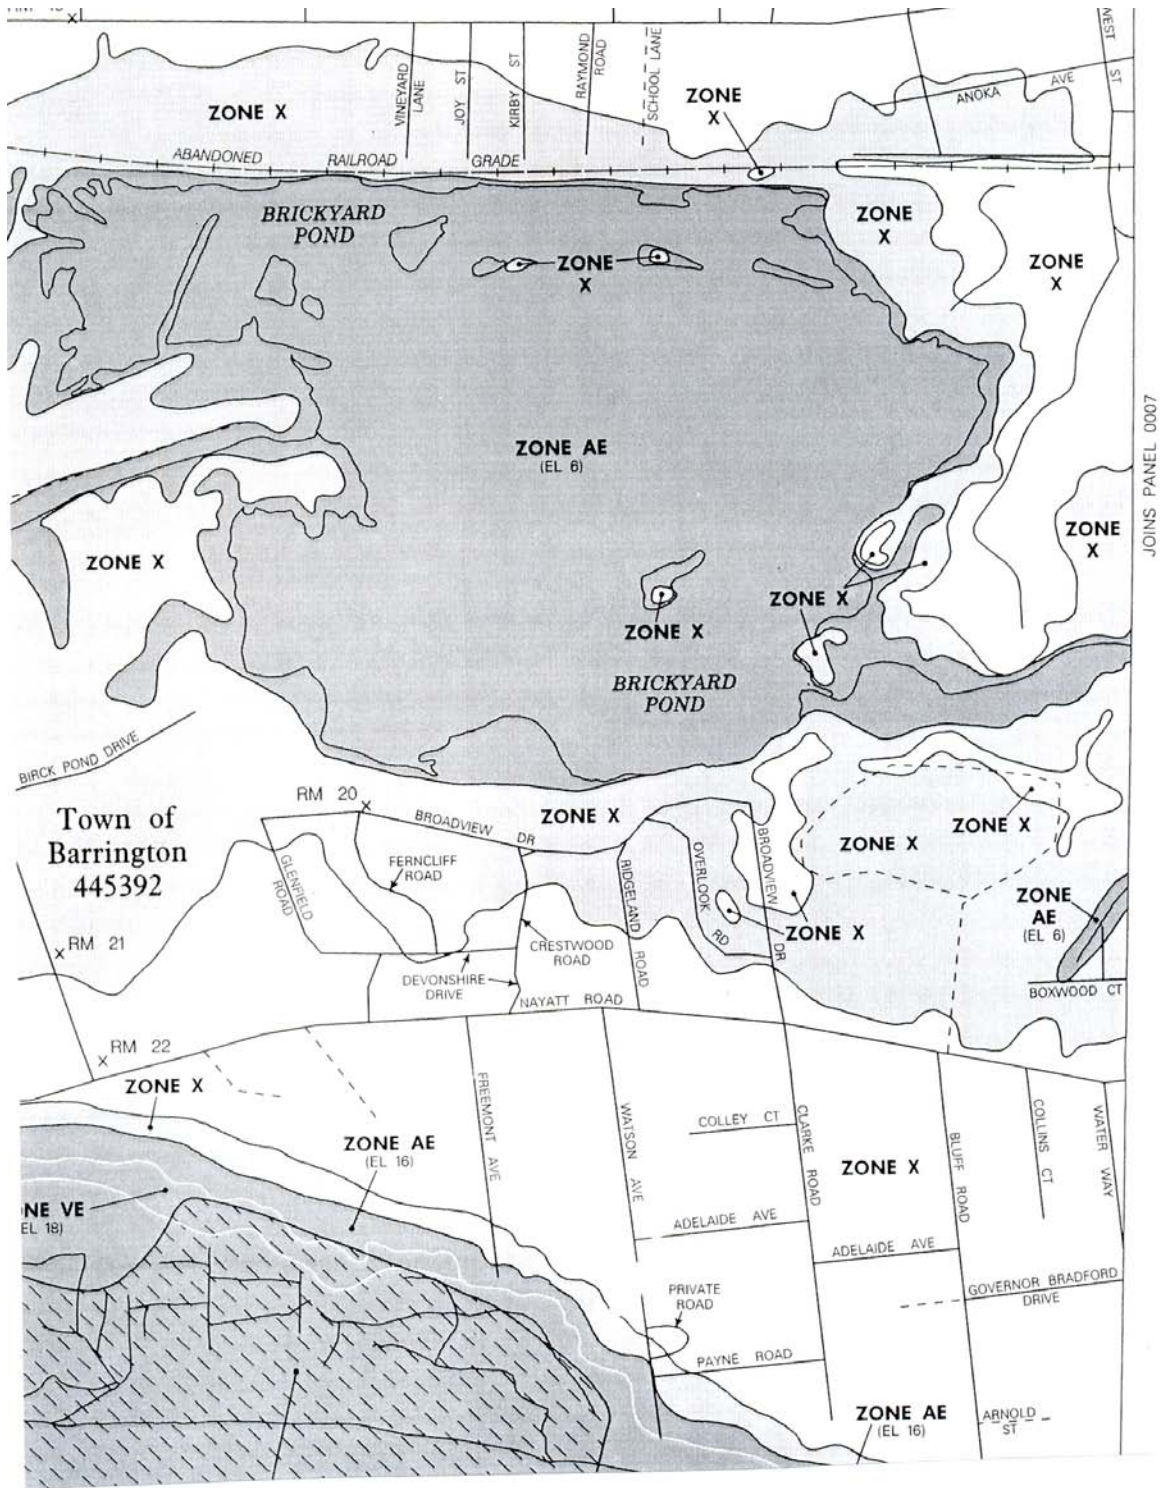 VINEYARD
LANE
JOY ST
KIRBY ST
RAYMOND
ROAD
SCHOOL LANE
ZONE X
ZONE
X
ANOKA AVE
ST
ABANDONED RAILROAD GRADE
BRICKYARD
POND
ZONE
X
ZONE
X
ZONE
X
ZONE AE
(EL 6)
JOINS PANEL 0007
ZONE X
ZONE
X
ZONE X
ZONE X
BRICKYARD
POND
BIRCK POND DRIVE
Town of
Barrington
445392
RM 20
BROADVIEW DR
ZONE X
FERNCLIFF
ROAD
GLENFIELD
ROAD
RIDGELAND ROAD
OVERLOOK RD
BROADVIEW DR
ZONE X
ZONE X
ZONE
AE
(EL 6)
RM 21
CRESTWOOD
ROAD
ZONE X
DEVONSHIRE
DRIVE
NAYATT ROAD
BOXWOOD CT
RM 22
ZONE X
FREEMONT AVE
WATSON AVE
COLLEY CT
CLARKE ROAD
BLUFF ROAD
COLLINS CT
WATER WAY
ZONE AE
(EL 16)
ZONE X
NE VE
EL 18)
ADELAIDE AVE
ADELAIDE AVE
GOVERNOR BRADFORD
DRIVE
PRIVATE
ROAD
PAYNE ROAD
ZONE AE
(EL 16)
ARNOLD
ST